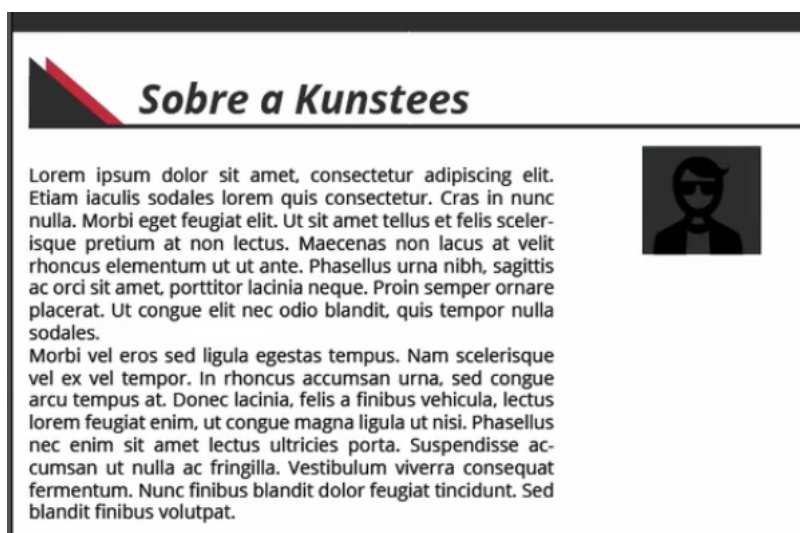 Sobre a Kunstees
Lorem ipsum dolor sit amet, consectetur adipiscing elit.
Etiam iaculis sodales lorem quis consectetur. Cras in nunc
nulla. Morbi eget feugiat elit. Ut sit amet tellus et felis sceler-
isque pretium at non lectus. Maecenas non lacus at velit
rhoncus elementum ut ut ante. Phasellus urna nibh, sagittis
ac orci sit amet, porttitor lacinia neque. Proin semper ornare
placerat. Ut congue elit nec odio blandit, quis tempor nulla
sodales.
Morbi vel eros sed ligula egestas tempus. Nam scelerisque
vel ex vel tempor. In rhoncus accumsan urna, sed congue
arcu tempus at. Donec lacinia, felis a finibus vehicula, lectus
lorem feugiat enim, ut congue magna ligula ut nisi. Phasellus
nec enim sit amet lectus ultricies porta. Suspendisse ac-
cumsan ut nulla ac fringilla. Vestibulum viverra consequat
fermentum. Nunc finibus blandit dolor feugiat tincidunt. Sed
blandit finibus volutpat.